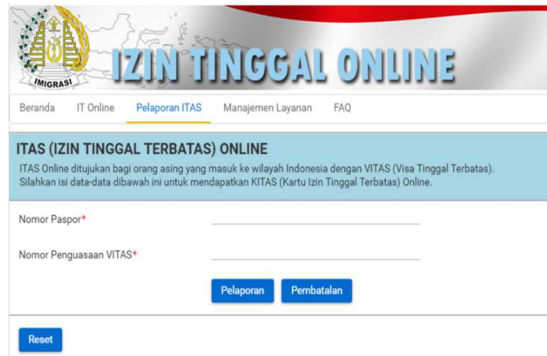 IMIGRASI
IZIN TINGGAL ONLINE
Beranda IT Online Pelaporan ITAS Manajemen Layanan FAQ
ITAS (IZIN TINGGAL TERBATAS) ONLINE
ITAS Online ditujukan bagi orang asing yang masuk ke wilayah Indonesia dengan VITAS (Visa Tinggal Terbatas).
Silahkan isi data-data dibawah ini untuk mendapatkan KITAS (Kartu Izin Tinggal Terbatas) Online.
Nomor Paspor*
Nomor Penguasaan VITAS*
Pelaporan Pembatalan
Reset